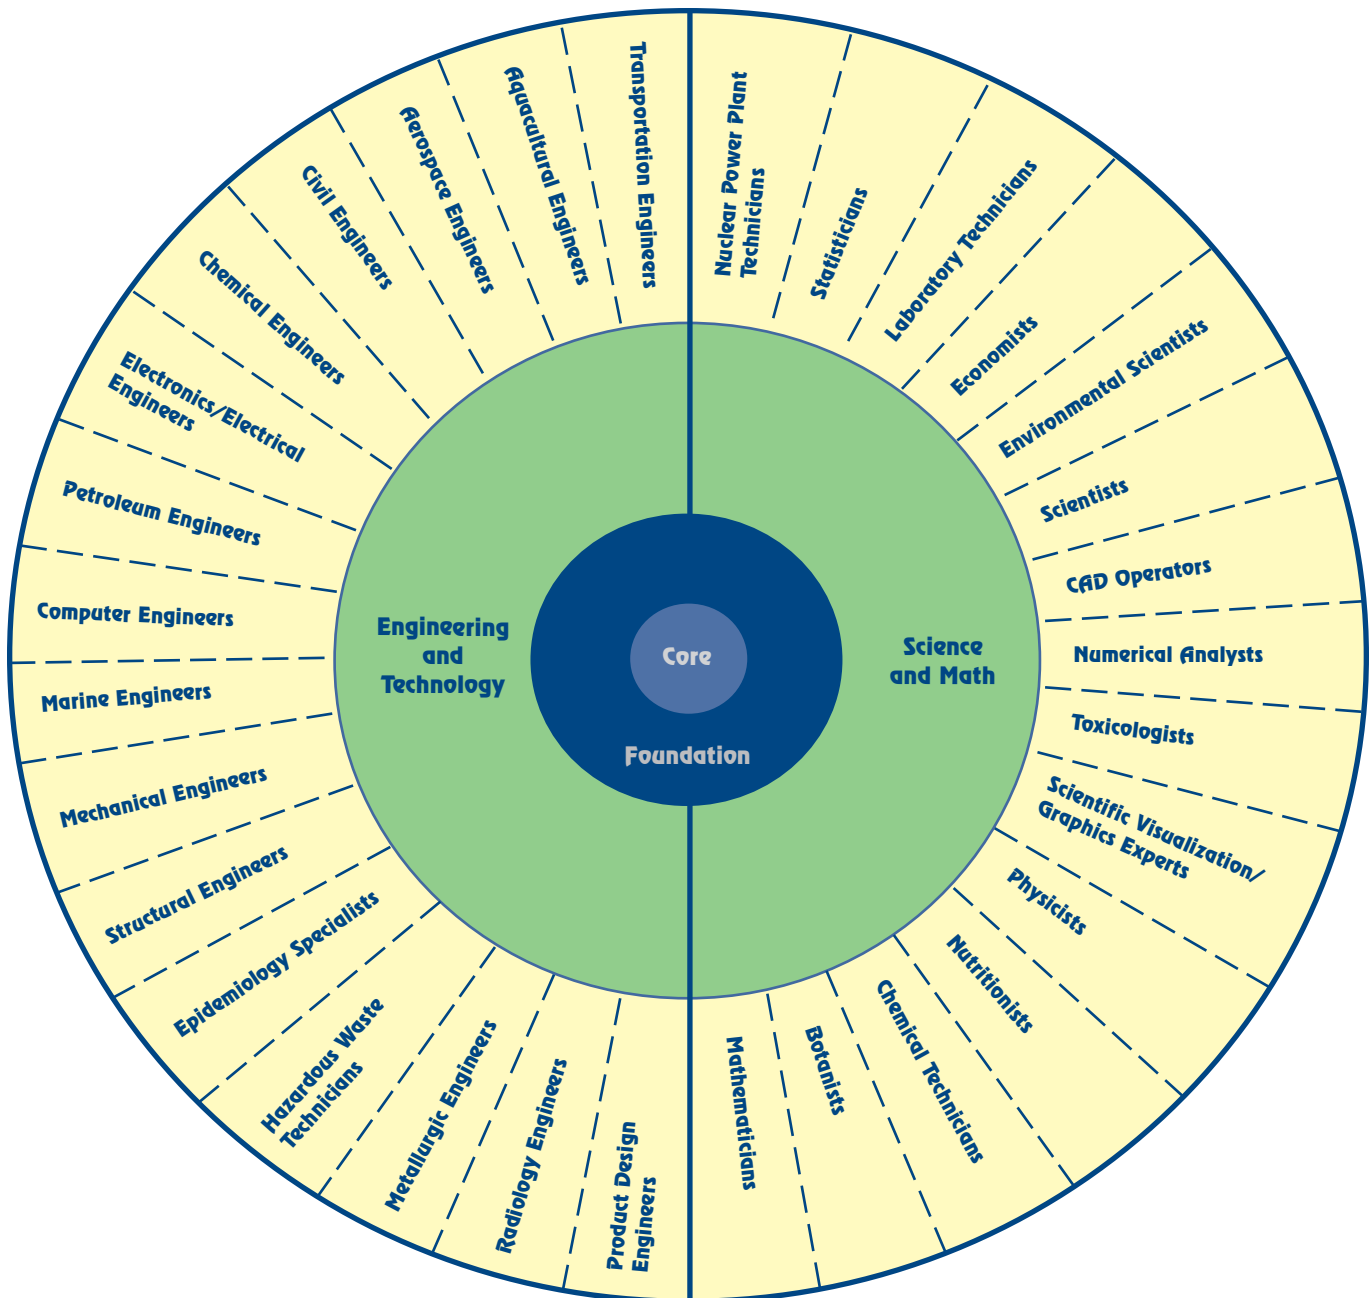 Transportation Engineers
Aquacultural Engineers
Aerospace Engineers
Civil Engineers
Chemical Engineers
Electronics/Electrical
Engineers
Petroleum Engineers
Computer Engineers
Marine Engineers
Mechanical Engineers
Structural Engineers
Epidemiology Specialists
Hazardous Waste
Technicians
Metallurgic Engineers
Radiology Engineers
Product Design
Engineers
Engineering
and
Technology
Core
Foundation
Science
and Math
Nuclear Power Plant
Technicians
Statisticians
Laboratory Technicians
Economists
Environmental Scientists
Scientists
CAD Operators
Numerical Analysts
Toxicologists
Scientific Visualization/
Graphics Experts
Physicists
Nutritionists
Chemical Technicians
Botanists
Mathematicians